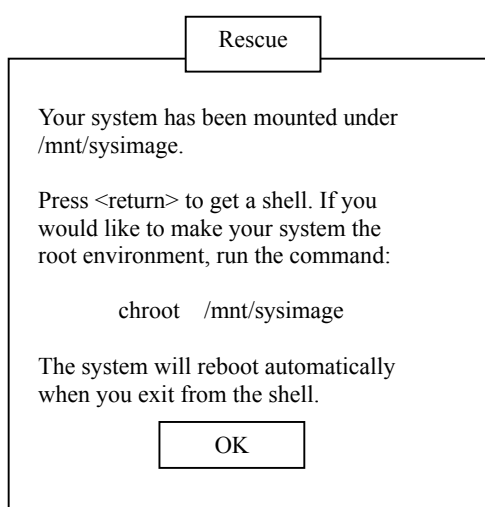 Rescue
Your system has been mounted under
/mnt/sysimage.
Press <return> to get a shell. If you
would like to make your system the
root environment, run the command:
chroot /mnt/sysimage
The system will reboot automatically
when you exit from the shell.
OK